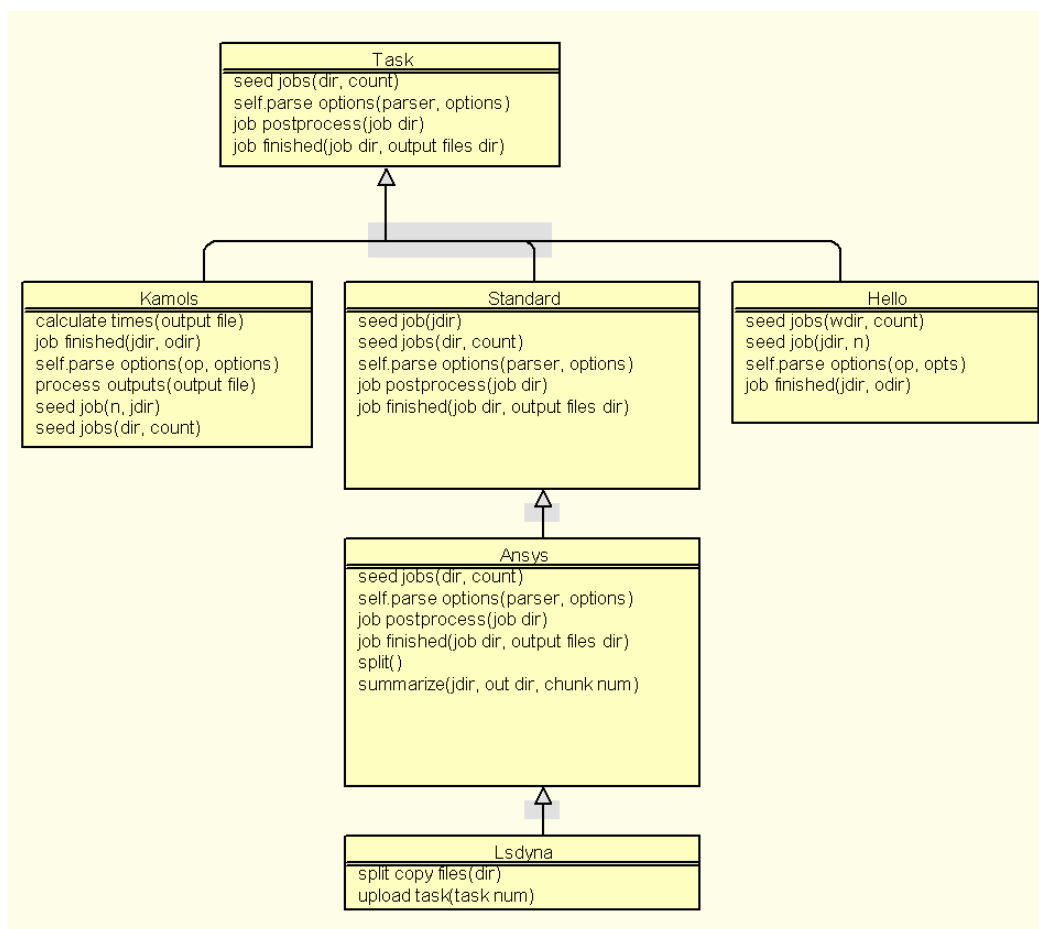 Task
seed jobs(dir, count)
self.parse options(parser, options)
job postprocess(job dir)
job finished(job dir, output files dir)
Kamols
calculate times(output file)
job finished(jdir, odir)
self.parse options(op, options)
process outputs(output file)
seed job(n, jdir)
seed jobs(dir, count)
Standard
seed job(jdir)
seed jobs(dir, count)
self.parse options(parser, options)
job postprocess(job dir)
job finished(job dir, output files dir)
Hello
seed jobs(wdir, count)
seed job(jdir, n)
self.parse options(op, opts)
job finished(jdir, odir)
Ansys
seed jobs(dir, count)
self.parse options(parser, options)
job postprocess(job dir)
job finished(job dir, output files dir)
split()
summarize(jdir, out dir, chunk num)
Lsdyna
split copy files(dir)
upload task(task num)